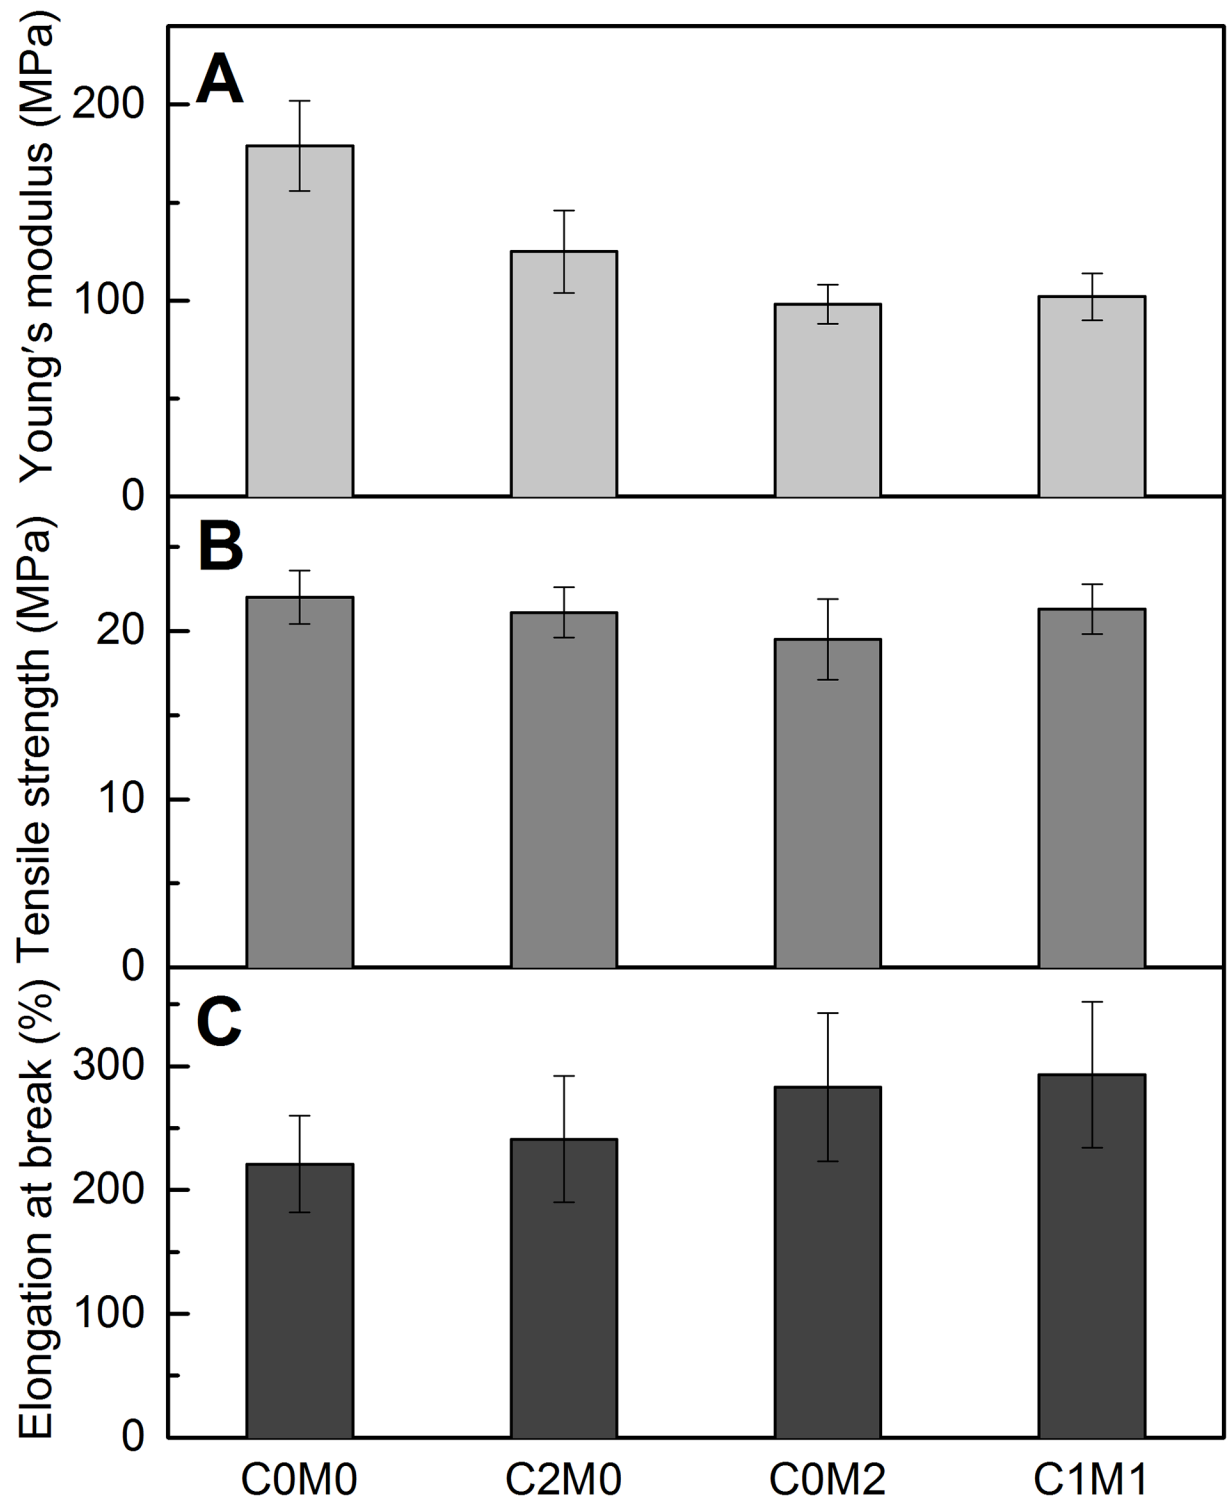 A
Young's modulus (MPa)
200
100
0
B
Tensile strength (MPa)
20
10
0
C
Elongation at break (%)
300
200
100
0
C0M0 C2M0 C0M2 C1M1